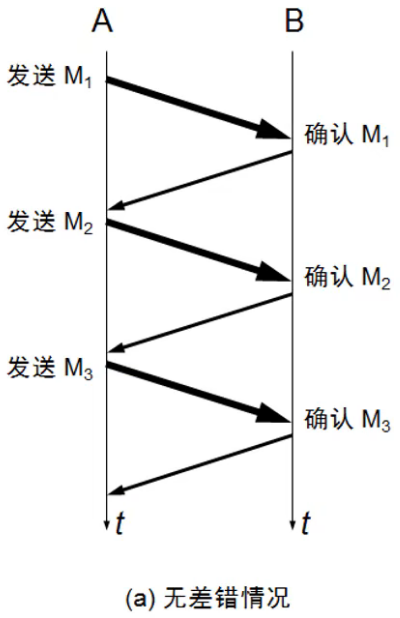 A B
发送 M₁
确认 M₁
发送 M₂
确认 M₂
发送 M₃
确认 M₃
t t
(a) 无差错情况